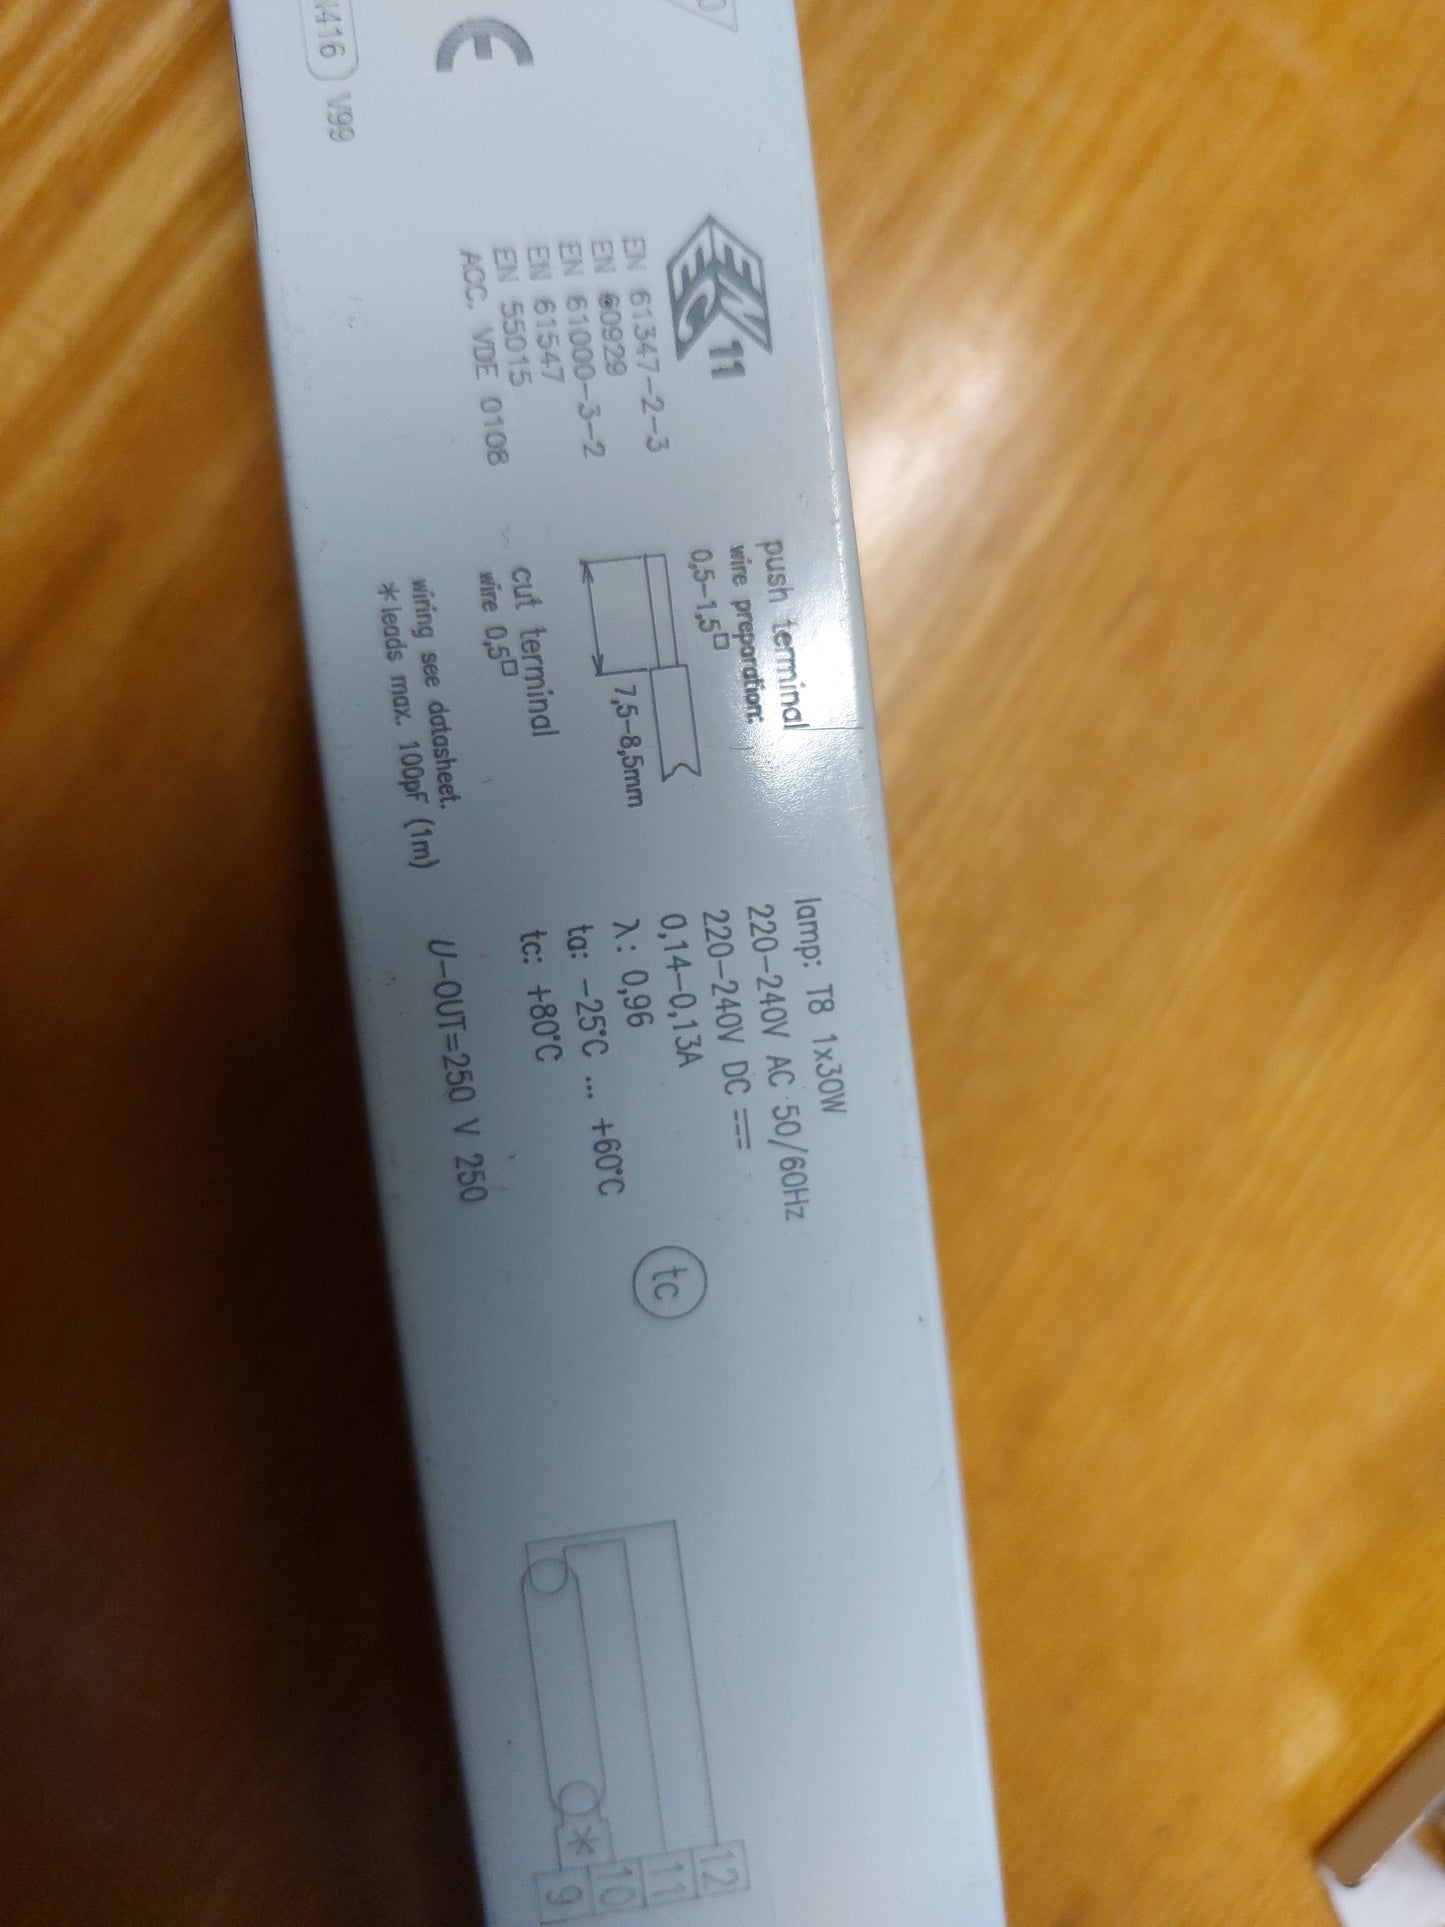 N416
V99
CE
ENEC 11
EN 61347-2-3
EN 60929
EN 61000-3-2
EN 61547
EN 55015
ACC. VDE 0108
push terminal
wire preparation:
0,5-1,5□
7,5-8,5mm
cut terminal
wire 0,5□
wiring see datasheet.
*leads max. 100pF (1m)
lamp: T8 1x30W
220-240V AC 50/60Hz
220-240V DC
0,14-0,13A
λ: 0,96
ta: -25°C ... +60°C
tc: +80°C
U-OUT=250 V 250
tc
12
11
10
9
*